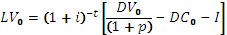 LV₀ = (1 + i)⁻ᵗ [DV₀/(1 + p) − DC₀ − I]